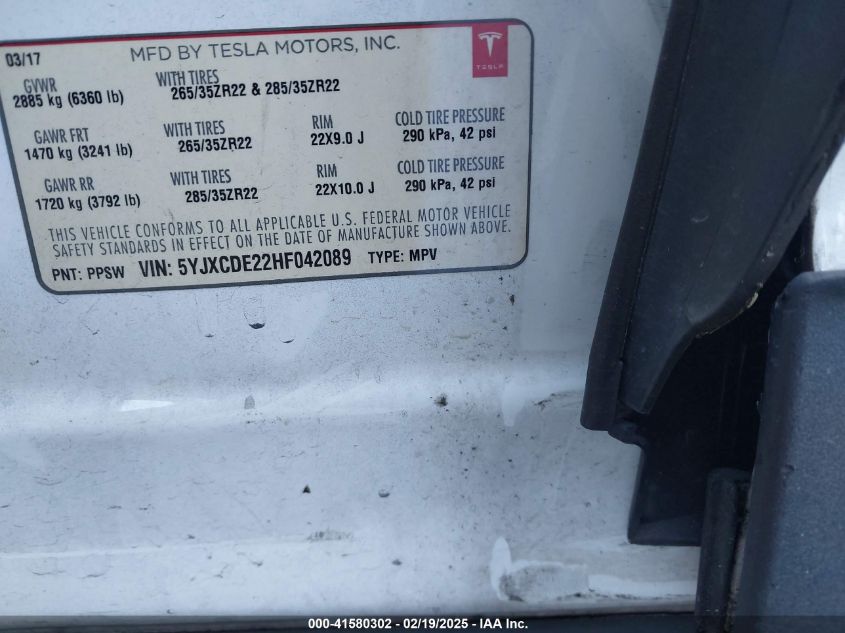 03/17 MFD BY TESLA MOTORS, INC. TESLA
GVWR WITH TIRES
2885 kg (6360 lb) 265/35ZR22 & 285/35ZR22
GAWR FRT WITH TIRES RIM COLD TIRE PRESSURE
1470 kg (3241 lb) 265/35ZR22 22X9.0 J 290 kPa, 42 psi
GAWR RR WITH TIRES RIM COLD TIRE PRESSURE
1720 kg (3792 lb) 285/35ZR22 22X10.0 J 290 kPa, 42 psi
THIS VEHICLE CONFORMS TO ALL APPLICABLE U.S. FEDERAL MOTOR VEHICLE
SAFETY STANDARDS IN EFFECT ON THE DATE OF MANUFACTURE SHOWN ABOVE.
PNT: PPSW VIN: 5YJXCDE22HF042089 TYPE: MPV
000-41580302 - 02/19/2025 - IAA Inc.